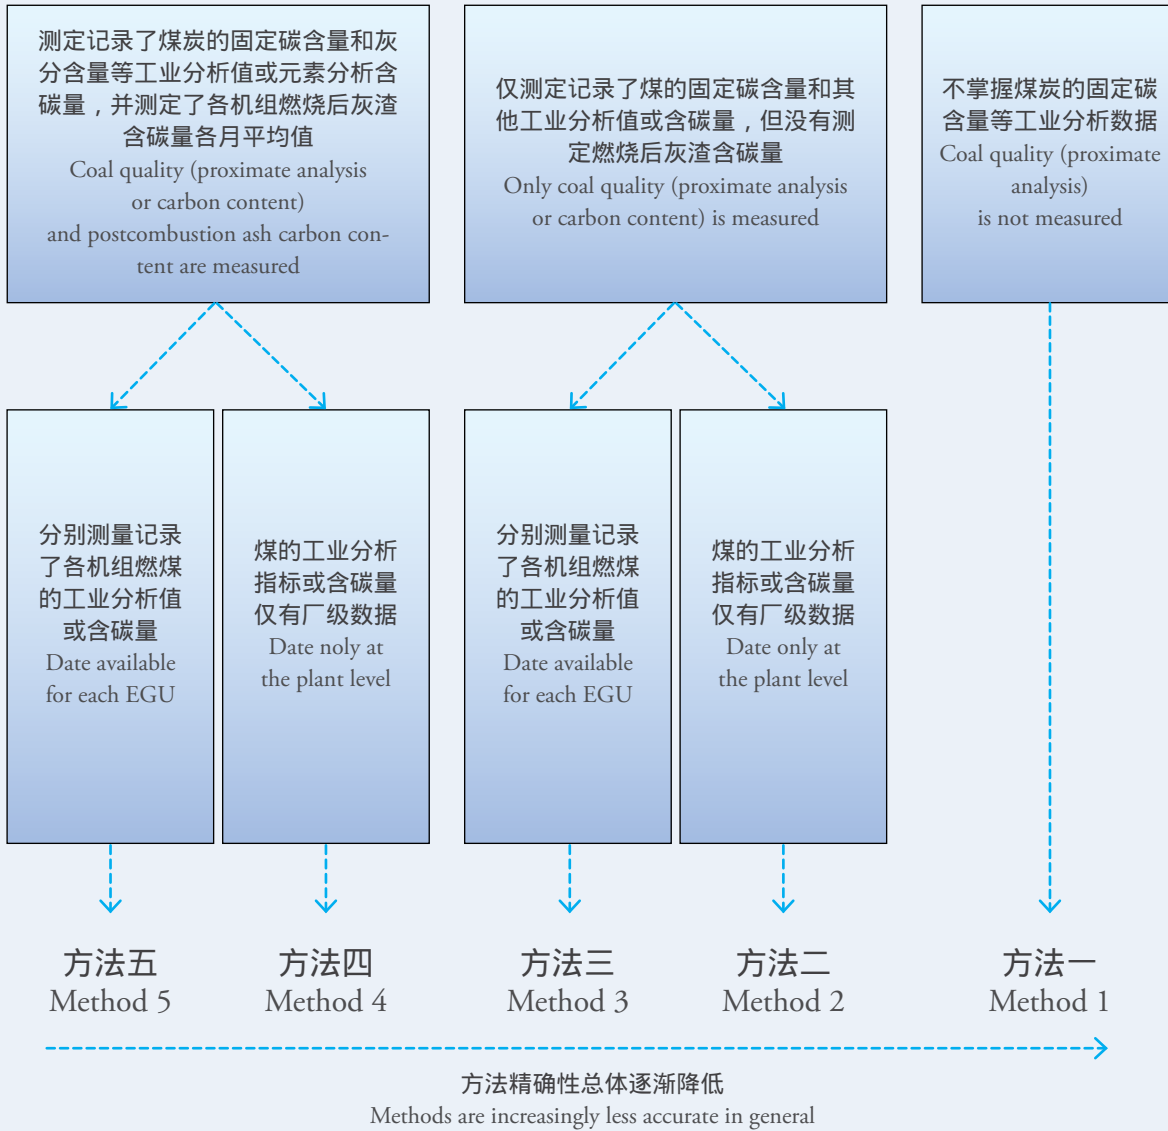 测定记录了煤炭的固定碳含量和灰
分含量等工业分析值或元素分析含
碳量，并测定了各机组燃烧后灰渣
含碳量各月平均值
Coal quality (proximate analysis
or carbon content)
and postcombustion ash carbon con-
tent are measured
仅测定记录了煤的固定碳含量和其
他工业分析值或含碳量，但没有测
定燃烧后灰渣含碳量
Only coal quality (proximate analysis
or carbon content) is measured
不掌握煤炭的固定碳
含量等工业分析数据
Coal quality (proximate
analysis)
is not measured
分别测量记录
了各机组燃煤
的工业分析值
或含碳量
Date available
for each EGU
煤的工业分析
指标或含碳量
仅有厂级数据
Date noly at
the plant level
分别测量记录
了各机组燃煤
的工业分析值
或含碳量
Date available
for each EGU
煤的工业分析
指标或含碳量
仅有厂级数据
Date only at
the plant level
方法五
Method 5
方法四
Method 4
方法三
Method 3
方法二
Method 2
方法一
Method 1
方法精确性总体逐渐降低
Methods are increasingly less accurate in general